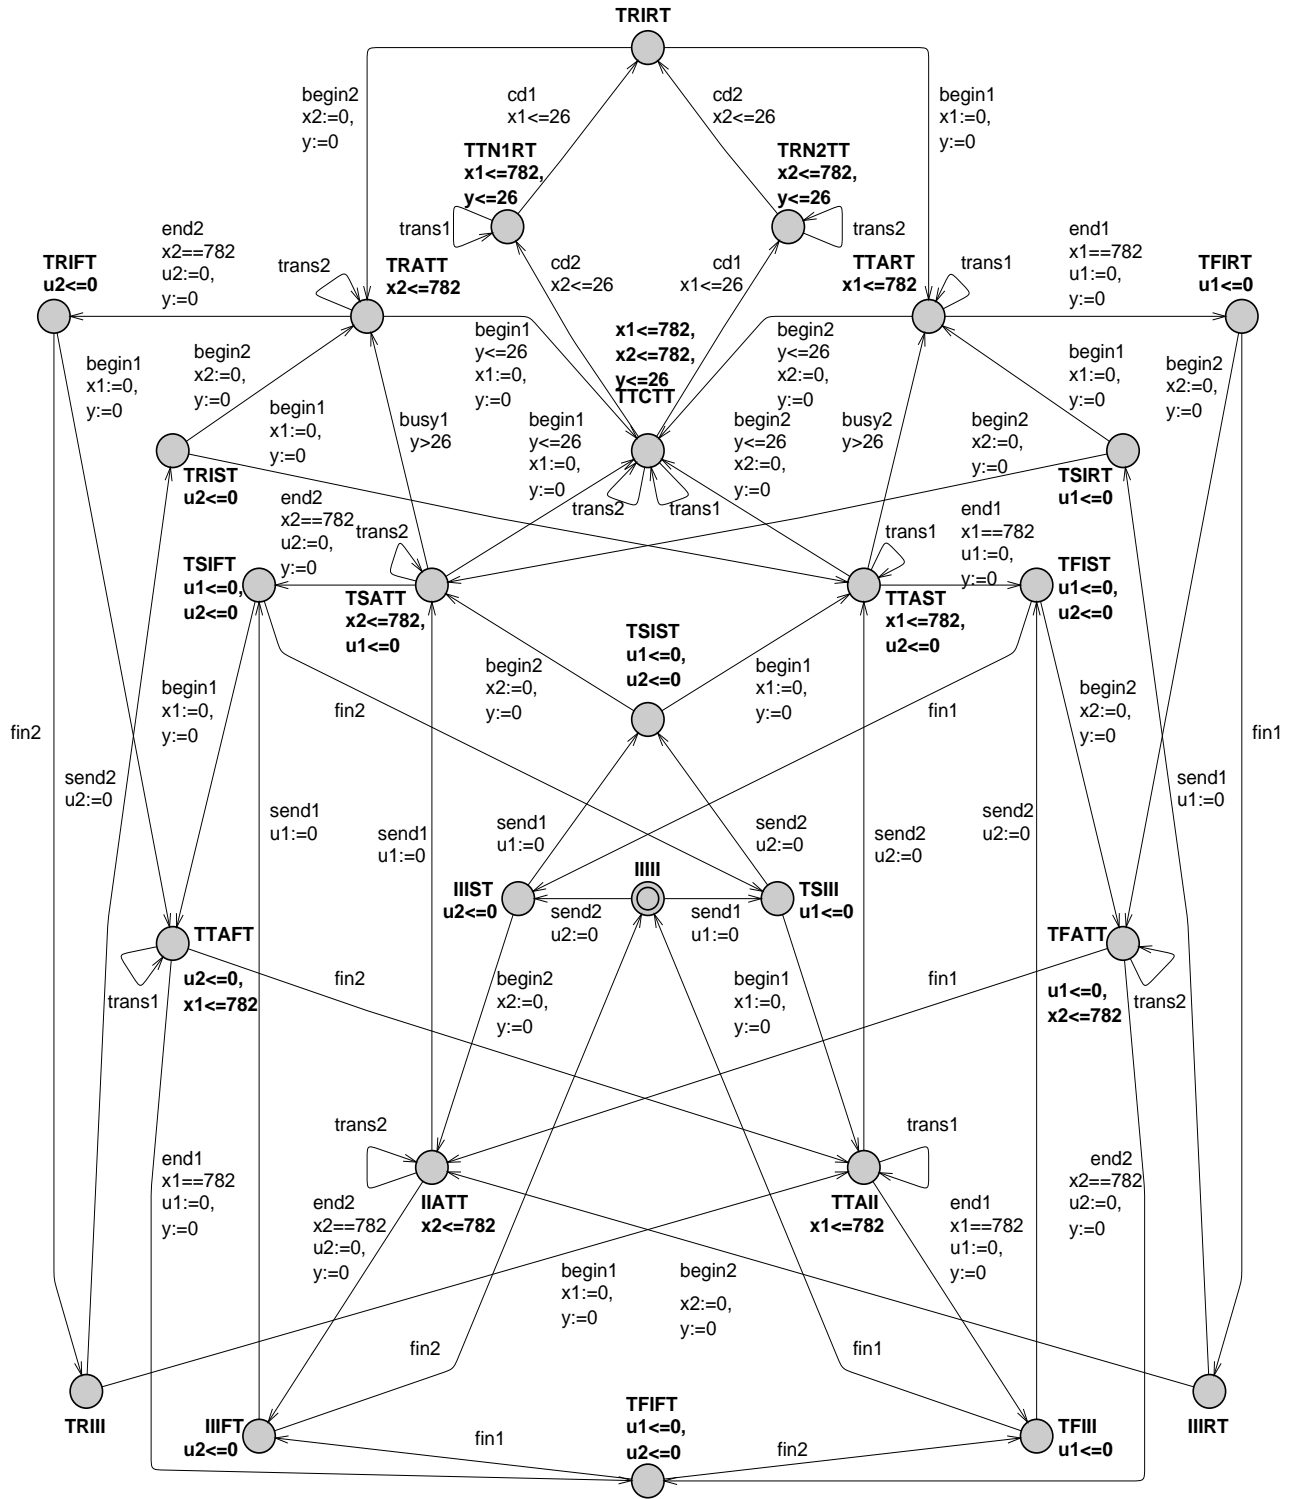 TRIRT
begin2
x2:=0,
y:=0
cd1
x1<=26
cd2
x2<=26
begin1
x1:=0,
y:=0
TTN1RT
x1<=782,
y<=26
TRN2TT
x2<=782,
y<=26
trans1
trans2
end2
x2==782
u2:=0,
y:=0
end1
x1==782
u1:=0,
y:=0
TRIFT
u2<=0
trans2
TRATT
x2<=782
cd2
x2<=26
cd1
x1<=26
TTART
x1<=782
trans1
TFIRT
u1<=0
begin1
y<=26
x1:=0,
y:=0
x1<=782,
x2<=782,
y<=26
TTCTT
begin2
y<=26
x2:=0,
y:=0
begin1
x1:=0,
y:=0
begin2
x2:=0,
y:=0
begin1
x1:=0,
y:=0
begin2
x2:=0,
y:=0
begin1
x1:=0,
y:=0
busy1
y>26
begin1
y<=26
x1:=0,
y:=0
begin2
y<=26
x2:=0,
y:=0
busy2
y>26
begin2
x2:=0,
y:=0
TRIST
u2<=0
TSIRT
u1<=0
trans2
trans1
end2
x2==782
u2:=0,
y:=0
trans2
trans1
end1
x1==782
u1:=0,
y:=0
TSIFT
u1<=0,
u2<=0
TSATT
x2<=782,
u1<=0
TTAST
x1<=782,
u2<=0
TFIST
u1<=0,
u2<=0
TSIST
u1<=0,
u2<=0
begin1
x1:=0,
y:=0
fin2
begin2
x2:=0,
y:=0
begin1
x1:=0,
y:=0
fin1
begin2
x2:=0,
y:=0
fin2
fin1
send2
u2:=0
send1
u1:=0
send1
u1:=0
send1
u1:=0
send1
u1:=0
send2
u2:=0
send2
u2:=0
send2
u2:=0
IIIST
u2<=0
IIIII
TSIII
u1<=0
send2
u2:=0
send1
u1:=0
TTAFT
u2<=0,
x1<=782
trans1
fin2
begin2
x2:=0,
y:=0
begin1
x1:=0,
y:=0
fin1
TFATT
u1<=0,
x2<=782
trans2
trans2
trans1
end1
x1==782
u1:=0,
y:=0
end2
x2==782
u2:=0,
y:=0
IIATT
x2<=782
TTAII
x1<=782
end1
x1==782
u1:=0,
y:=0
end2
x2==782
u2:=0,
y:=0
begin1
x1:=0,
y:=0
begin2
x2:=0,
y:=0
fin2
fin1
TRIII
IIIRT
IIIFT
u2<=0
TFIFT
u1<=0,
u2<=0
TFIII
u1<=0
fin1
fin2